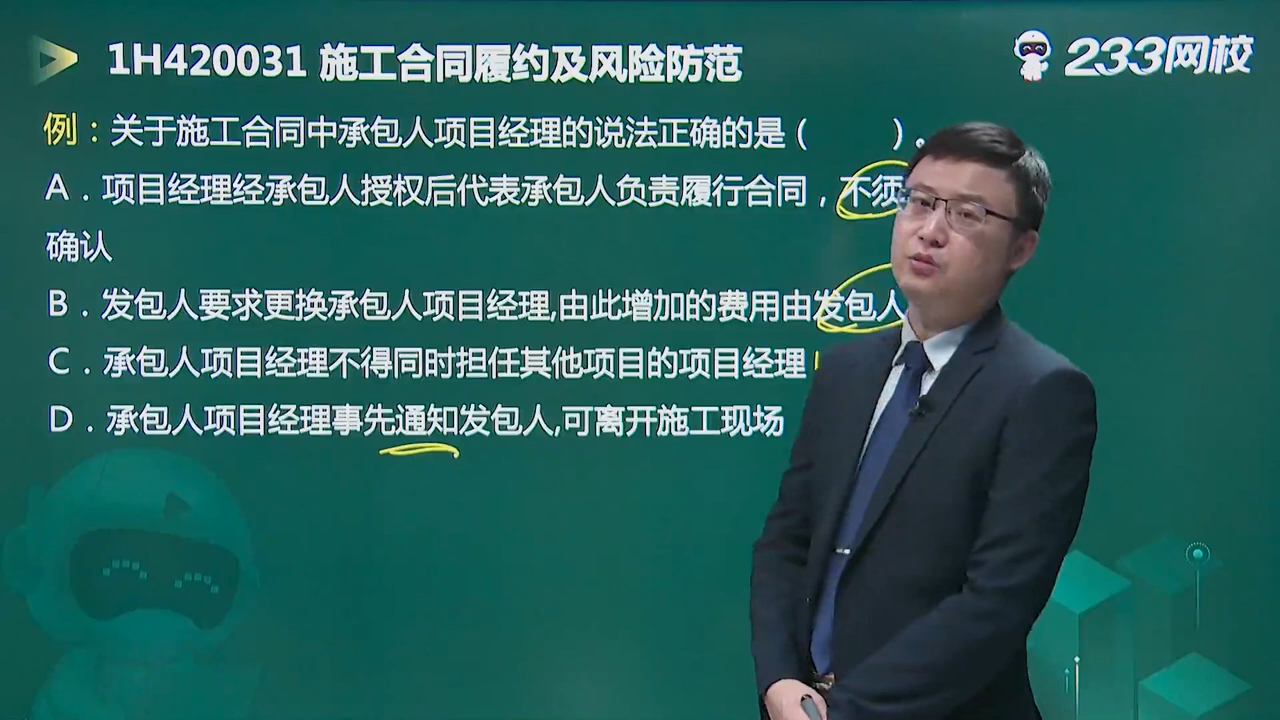 1H420031 施工合同履约及风险防范
233网校
例：关于施工合同中承包人项目经理的说法正确的是（ ）。
A．项目经理经承包人授权后代表承包人负责履行合同，不须
确认
B．发包人要求更换承包人项目经理,由此增加的费用由发包人
C．承包人项目经理不得同时担任其他项目的项目经理
D．承包人项目经理事先通知发包人,可离开施工现场